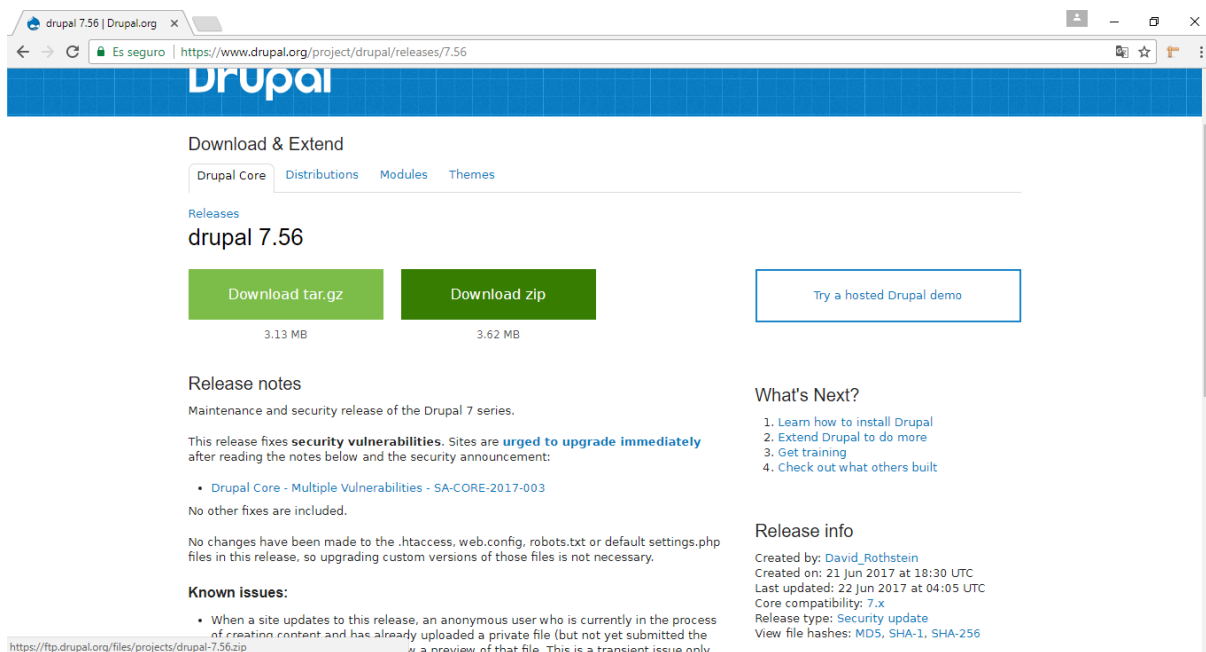 drupal 7.56 | Drupal.org
Es seguro | https://www.drupal.org/project/drupal/releases/7.56
Drupal
Download & Extend
Drupal Core Distributions Modules Themes
Releases
drupal 7.56
Download tar.gz Download zip
3.13 MB 3.62 MB
Try a hosted Drupal demo
Release notes
Maintenance and security release of the Drupal 7 series.
This release fixes security vulnerabilities. Sites are urged to upgrade immediately
after reading the notes below and the security announcement:
• Drupal Core - Multiple Vulnerabilities - SA-CORE-2017-003
No other fixes are included.
No changes have been made to the .htaccess, web.config, robots.txt or default settings.php
files in this release, so upgrading custom versions of those files is not necessary.
Known issues:
• When a site updates to this release, an anonymous user who is currently in the process
of creating content and has already uploaded a private file (but not yet submitted the
w a preview of that file. This is a transient issue only
What's Next?
1. Learn how to install Drupal
2. Extend Drupal to do more
3. Get training
4. Check out what others built
Release info
Created by: David_Rothstein
Created on: 21 Jun 2017 at 18:30 UTC
Last updated: 22 Jun 2017 at 04:05 UTC
Core compatibility: 7.x
Release type: Security update
View file hashes: MD5, SHA-1, SHA-256
https://ftp.drupal.org/files/projects/drupal-7.56.zip